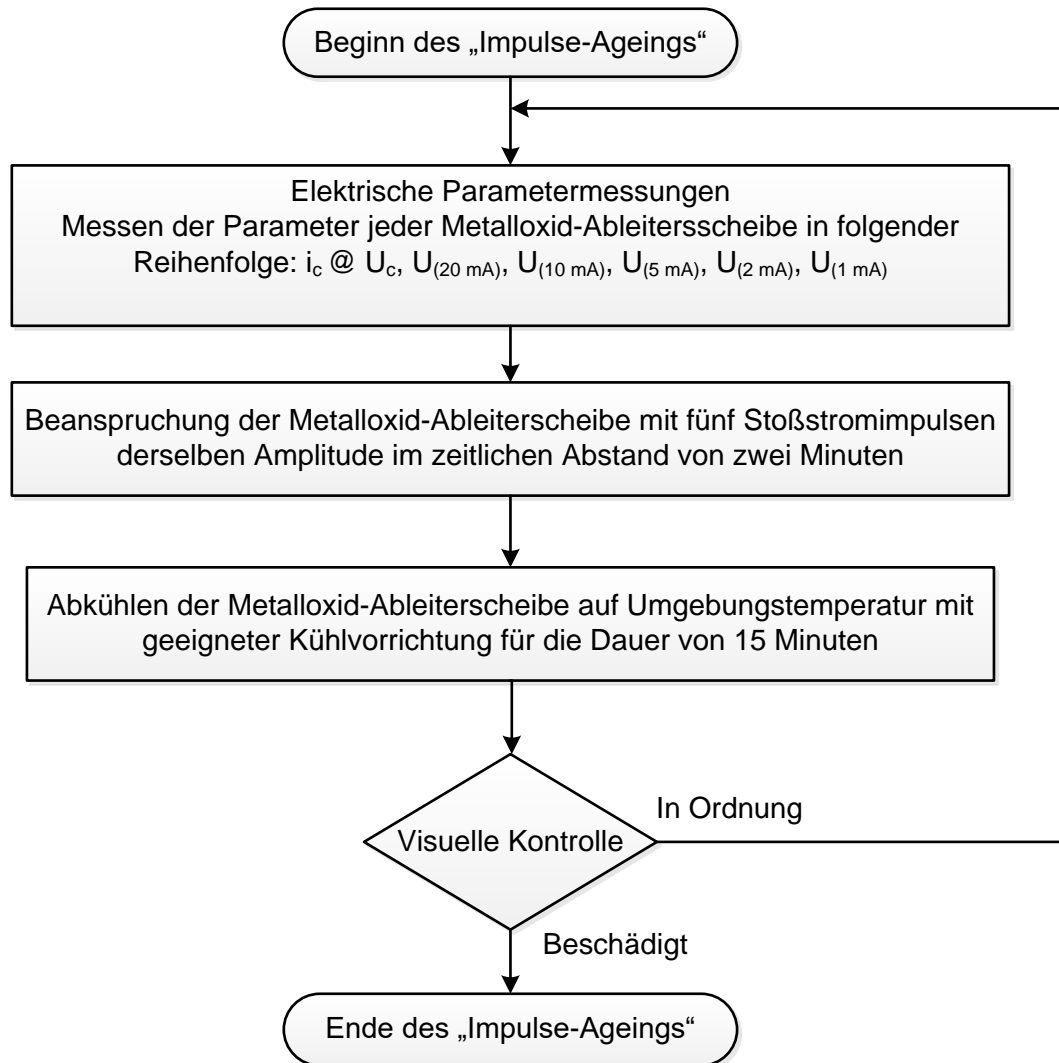 Beginn des „Impulse-Ageings“
Elektrische Parametermessungen
Messen der Parameter jeder Metalloxid-Ableitersscheibe in folgender
Reihenfolge: ic @ Uc, U(20 mA), U(10 mA), U(5 mA), U(2 mA), U(1 mA)
Beanspruchung der Metalloxid-Ableiterscheibe mit fünf Stoßstromimpulsen
derselben Amplitude im zeitlichen Abstand von zwei Minuten
Abkühlen der Metalloxid-Ableiterscheibe auf Umgebungstemperatur mit
geeigneter Kühlvorrichtung für die Dauer von 15 Minuten
In Ordnung
Visuelle Kontrolle
Beschädigt
Ende des „Impulse-Ageings“